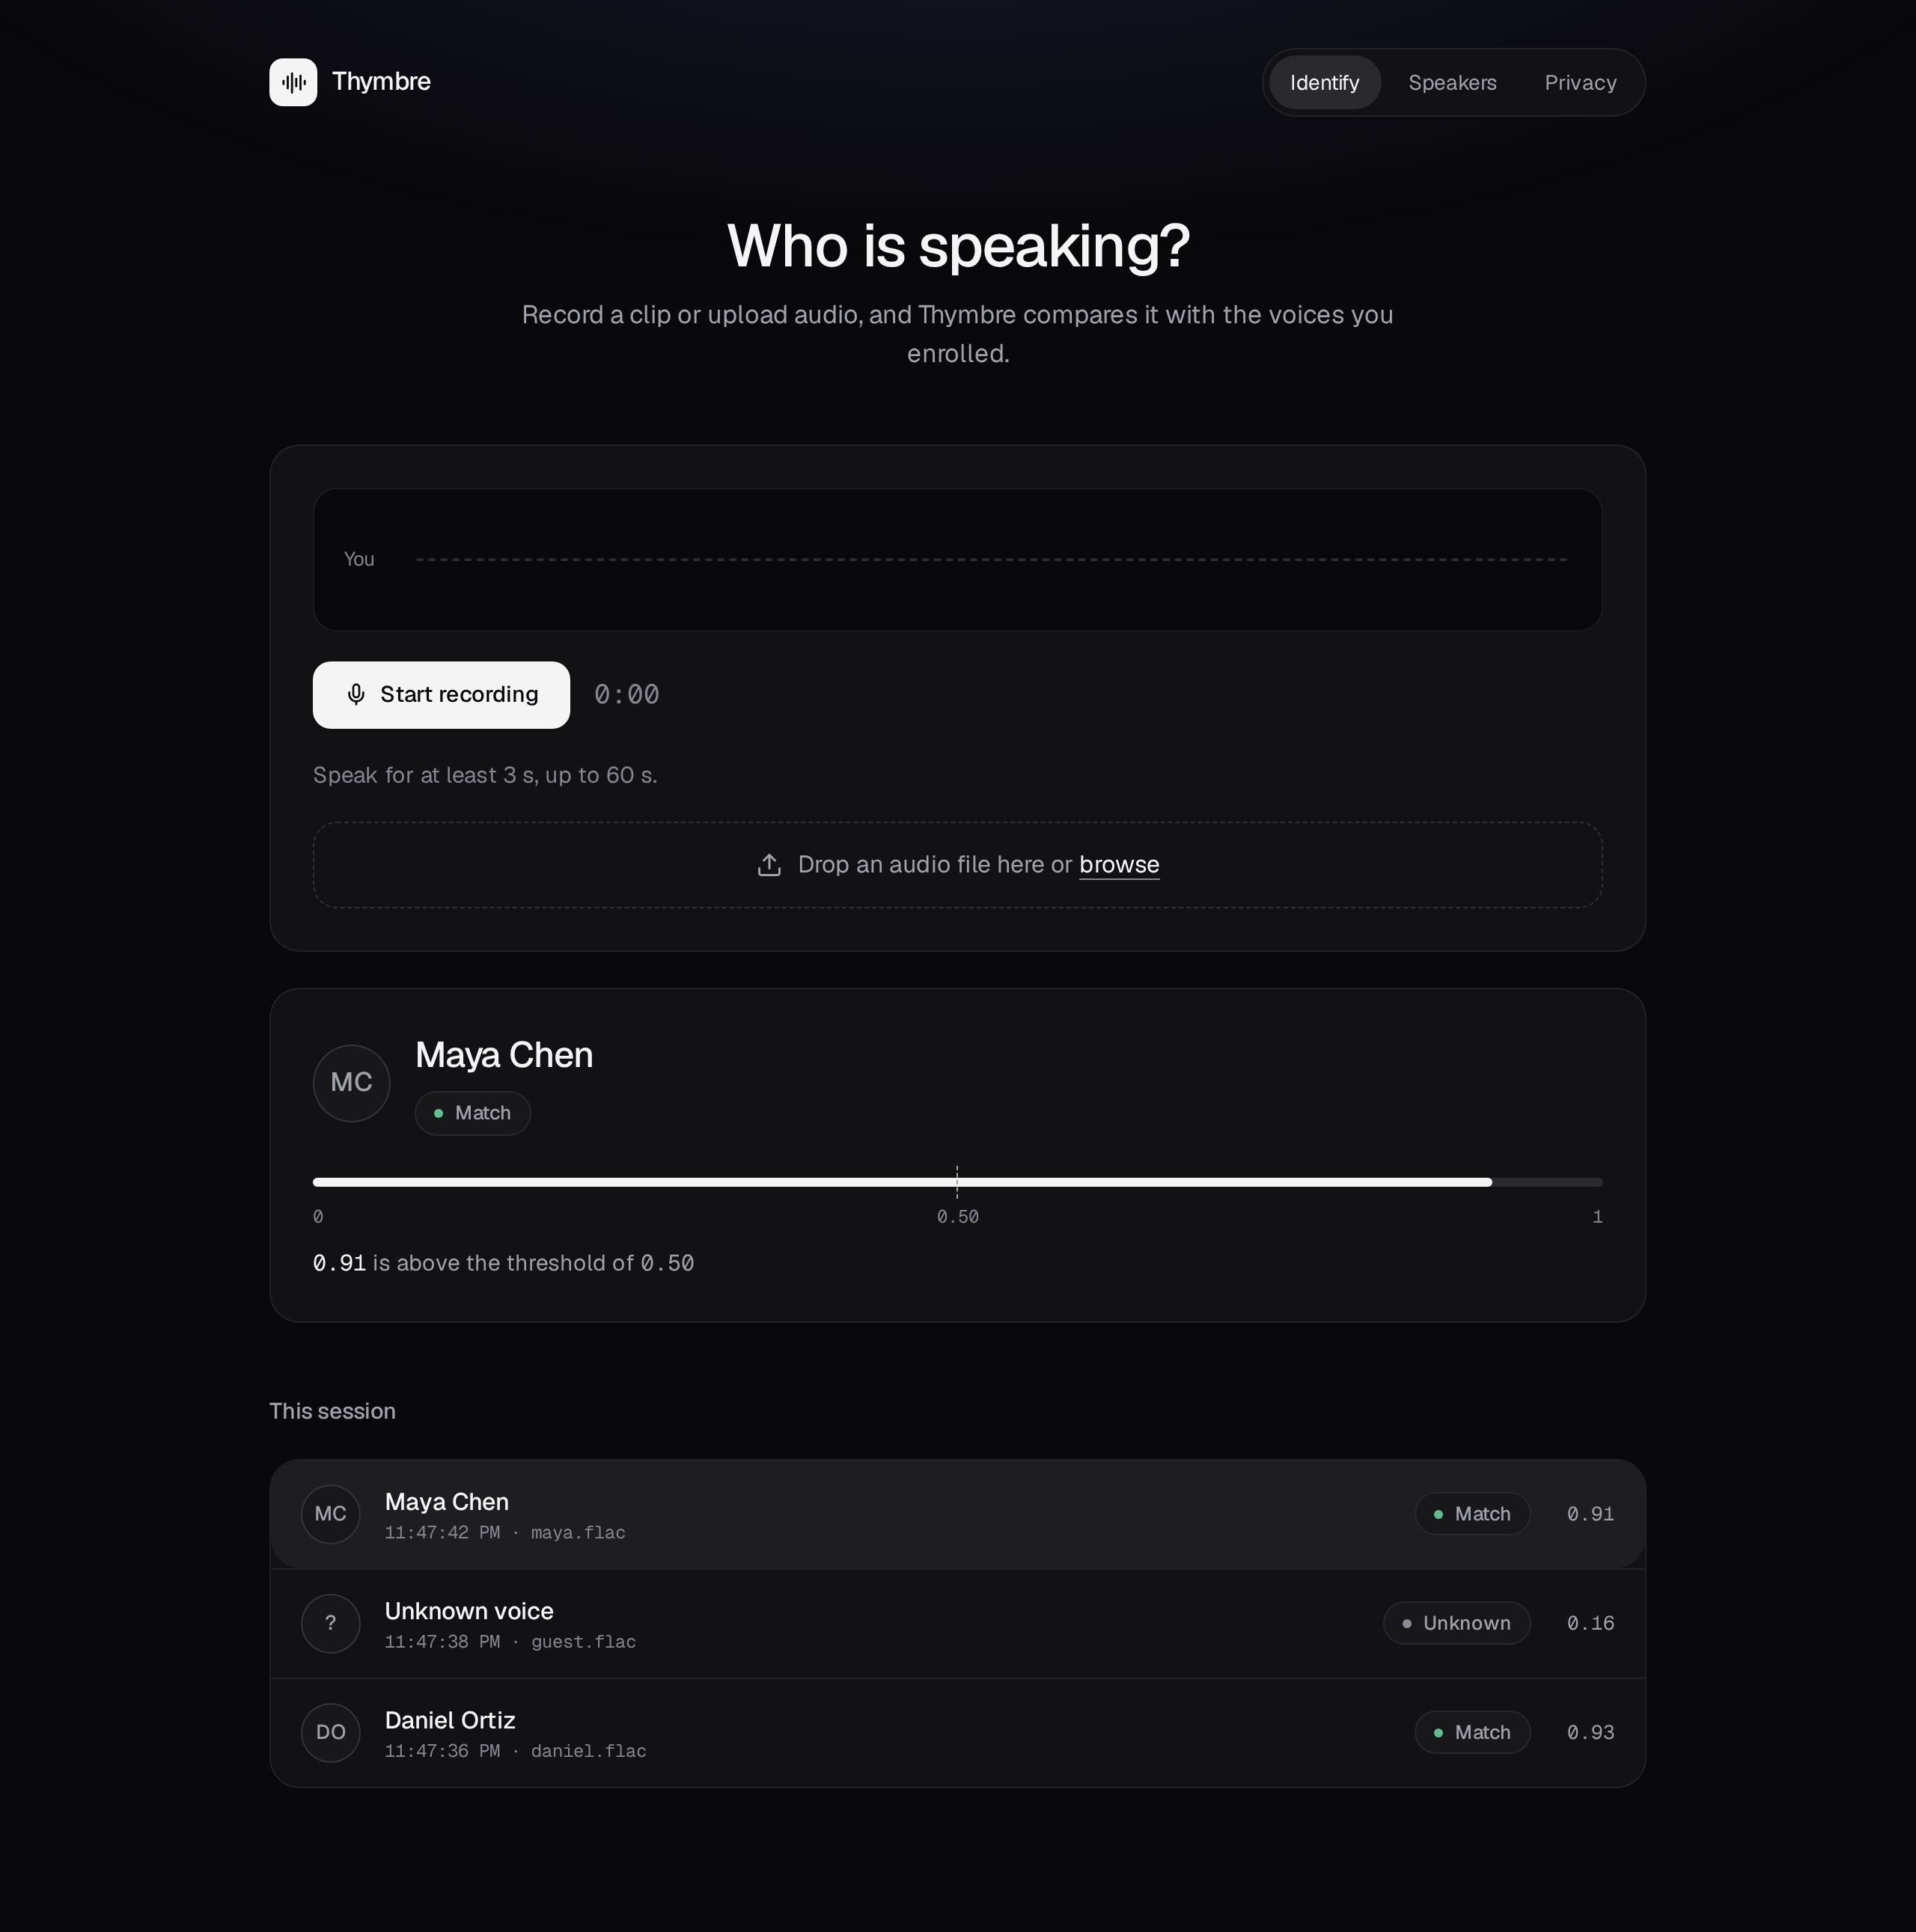 Thymbre
Identify
Speakers
Privacy
Who is speaking?
Record a clip or upload audio, and Thymbre compares it with the voices you
enrolled.
You
Start recording
0:00
Speak for at least 3 s, up to 60 s.
Drop an audio file here or browse
MC
Maya Chen
Match
0
0.50
1
0.91 is above the threshold of 0.50
This session
MC
Maya Chen
11:47:42 PM · maya.flac
Match
0.91
?
Unknown voice
11:47:38 PM · guest.flac
Unknown
0.16
DO
Daniel Ortiz
11:47:36 PM · daniel.flac
Match
0.93